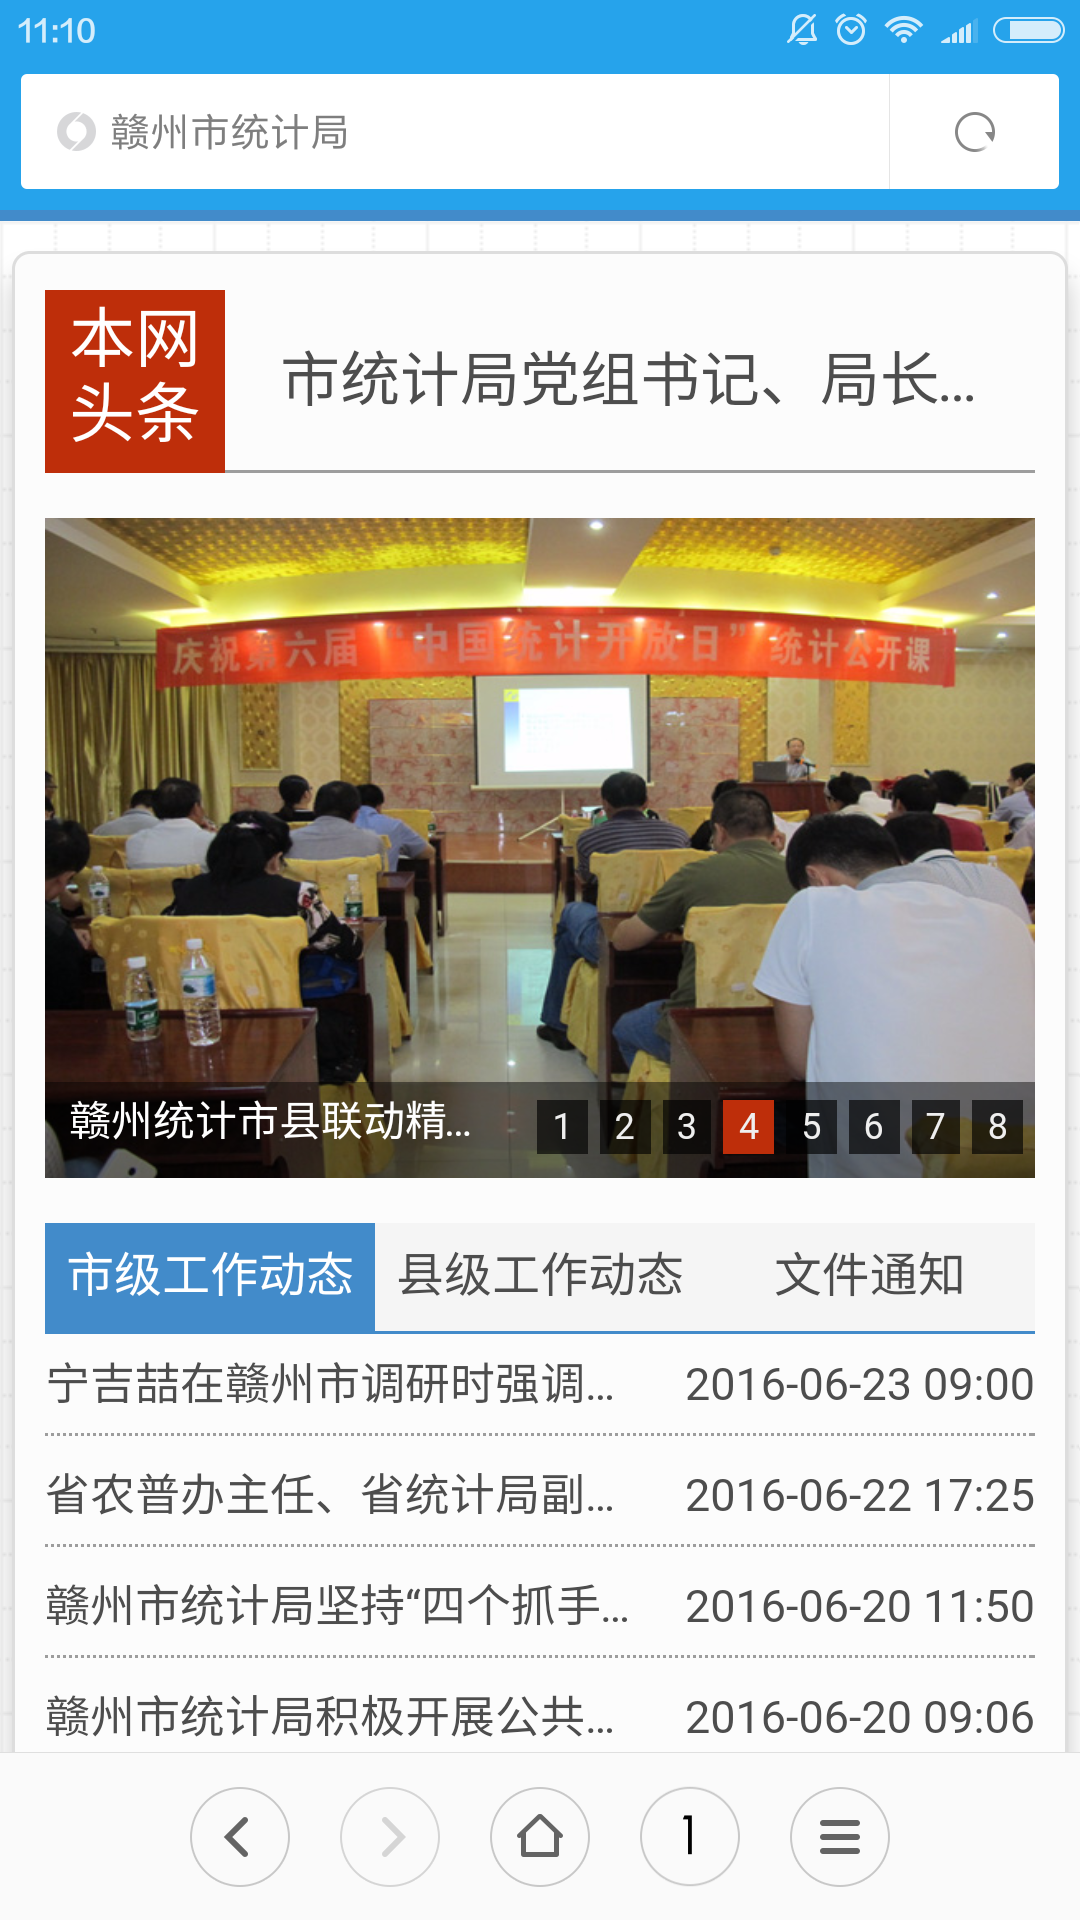 11:10
赣州市统计局
本网
头条
市统计局党组书记、局长...
庆祝第六届“中国统计开放日”统计公开课
赣州统计市县联动精...
1 2 3 4 5 6 7 8
市级工作动态 县级工作动态 文件通知
宁吉喆在赣州市调研时强调... 2016-06-23 09:00
省农普办主任、省统计局副... 2016-06-22 17:25
赣州市统计局坚持“四个抓手... 2016-06-20 11:50
赣州市统计局积极开展公共... 2016-06-20 09:06
1